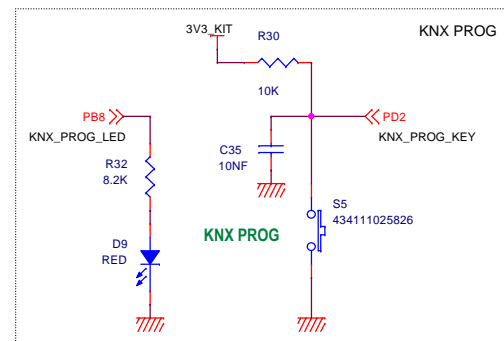 KNX PROG
3V3_KIT
R30
10K
PB8
KNX_PROG_LED
PD2
KNX_PROG_KEY
C35
10NF
R32
8.2K
S5
434111025826
KNX PROG
D9
RED